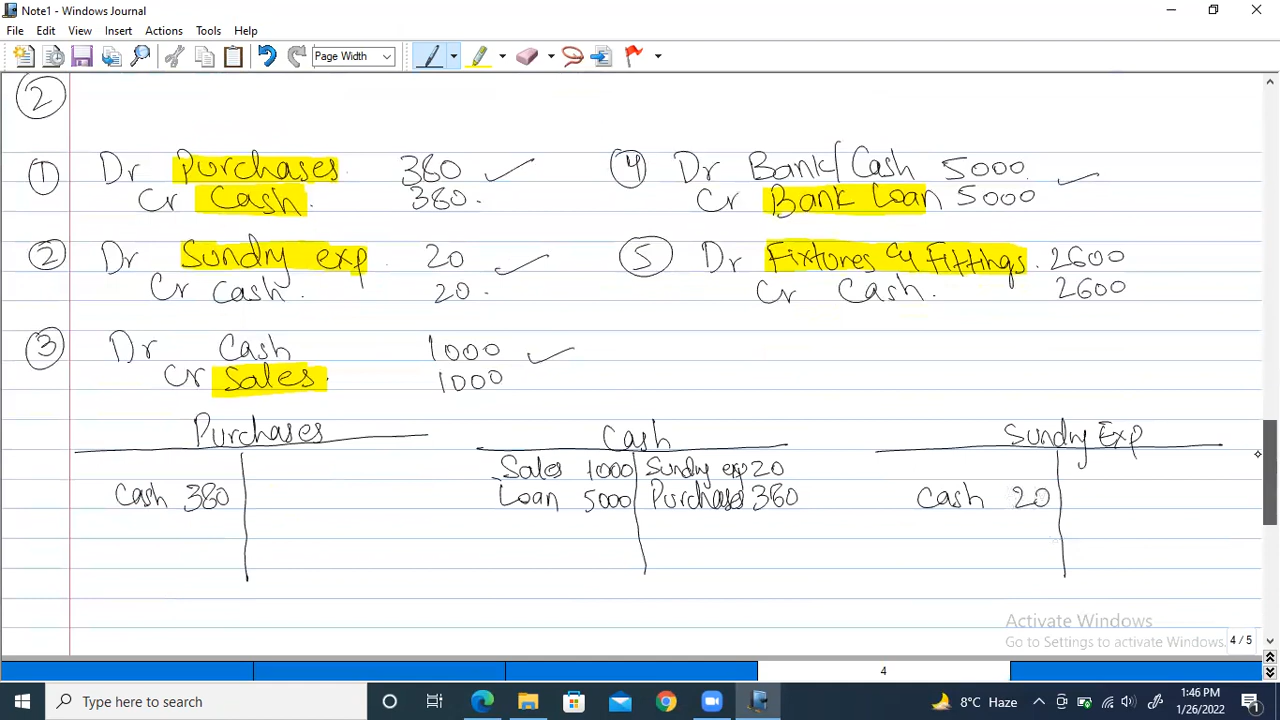 Note1 - Windows Journal
File Edit View Insert Actions Tools Help
Page Width
2
1 Dr Purchases 380
Cr Cash 380.
2 Dr Sundry exp 20
Cr Cash. 20.
3 Dr Cash 1000
Cr Sales. 1000
4 Dr Bank/Cash 5000
Cr Bank Loan 5000
5 Dr Fixtures & Fittings. 2600
Cr Cash. 2600
Purchases
Cash 380
Cash
Sales 1000 Sundry exp 20
Loan 5000 Purchases 380
Sundry Exp
Cash 20
Activate Windows
Go to Settings to activate Windows.
4 / 5
4
Type here to search
8°C Haze
1:46 PM
1/26/2022
1